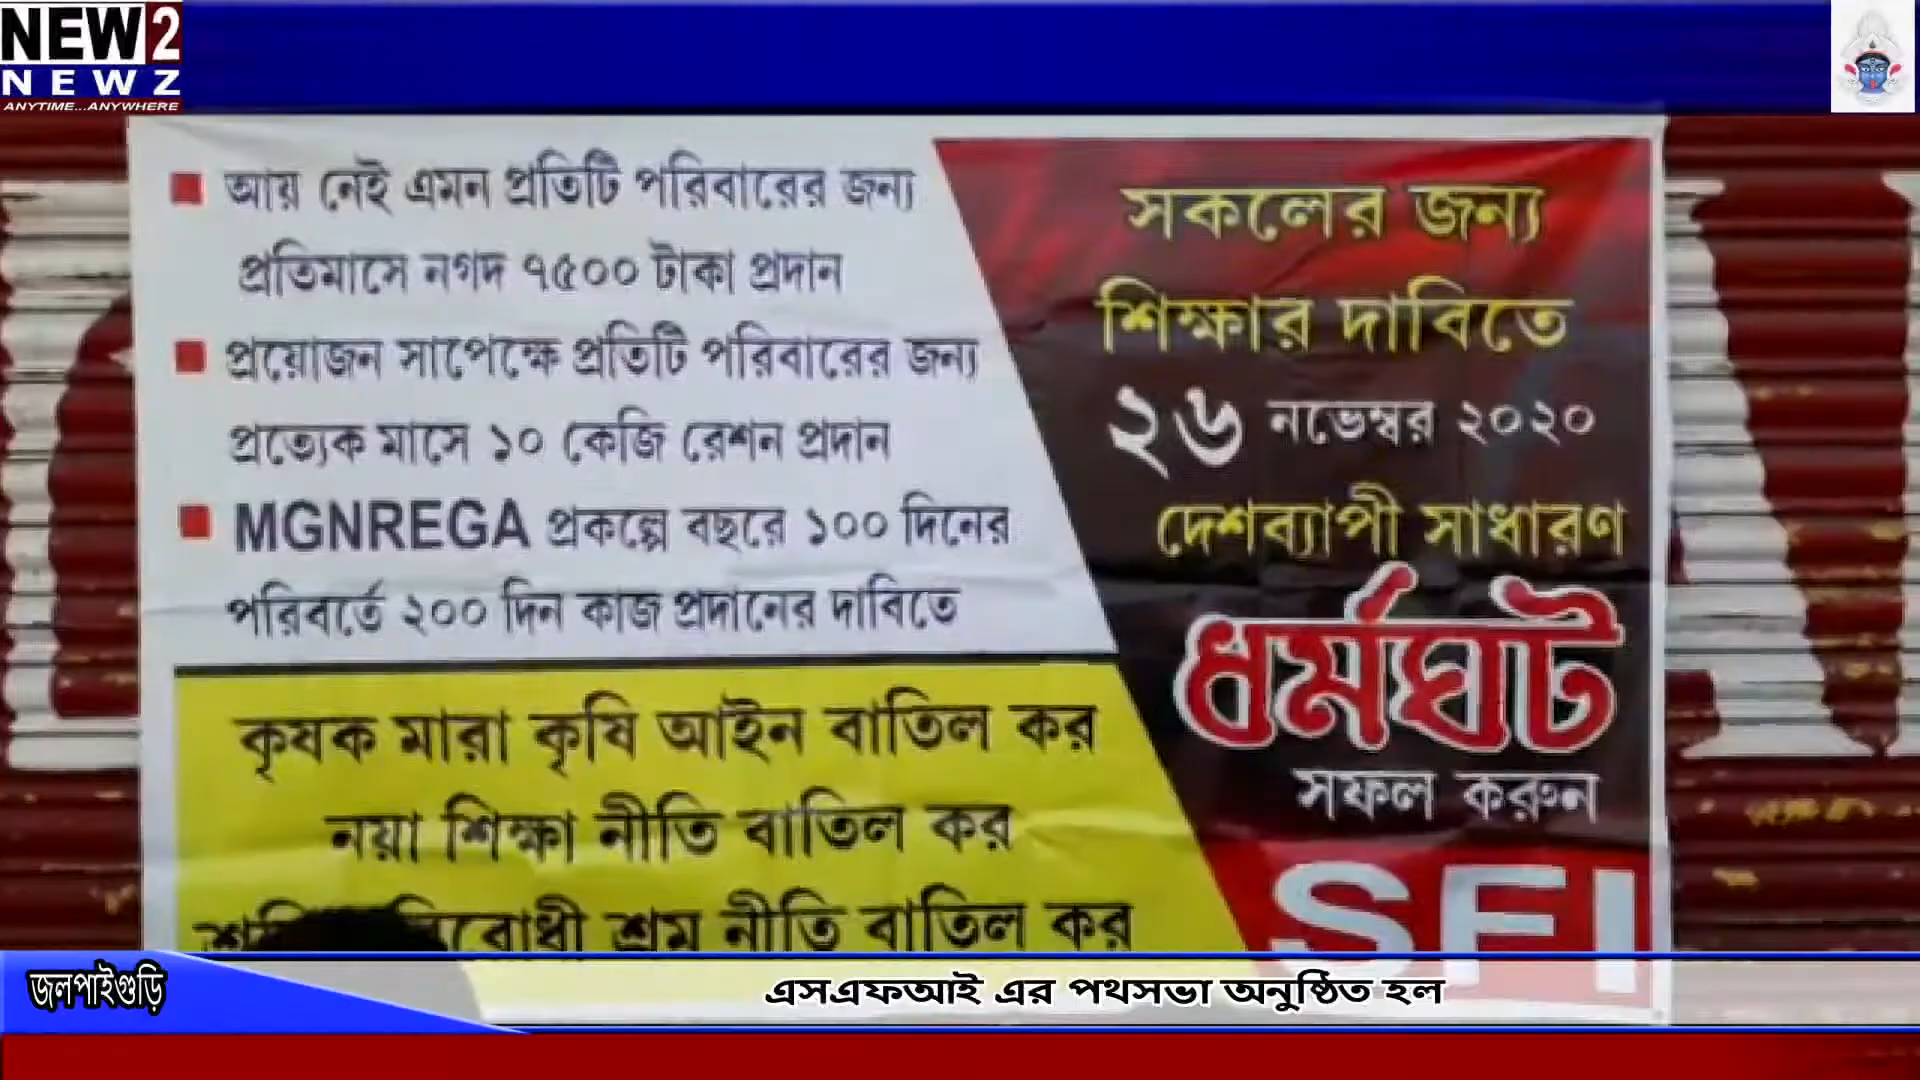 NEW2
NEWZ
ANYTIME...ANYWHERE
আয় নেই এমন প্রতিটি পরিবারের জন্য
প্রতিমাসে নগদ ৭৫০০ টাকা প্রদান
প্রয়োজন সাপেক্ষে প্রতিটি পরিবারের জন্য
প্রত্যেক মাসে ১০ কেজি রেশন প্রদান
MGNREGA প্রকল্পে বছরে ১০০ দিনের
পরিবর্তে ২০০ দিন কাজ প্রদানের দাবিতে
কৃষক মারা কৃষি আইন বাতিল কর
নয়া শিক্ষা নীতি বাতিল কর
শ্রম নীতি বাতিল কর
সকলের জন্য
শিক্ষার দাবিতে
২৬ নভেম্বর ২০২০
দেশব্যাপী সাধারণ
ধর্মঘট
সফল করুন
SFI
জলপাইগুড়ি
এসএফআই এর পথসভা অনুষ্ঠিত হল